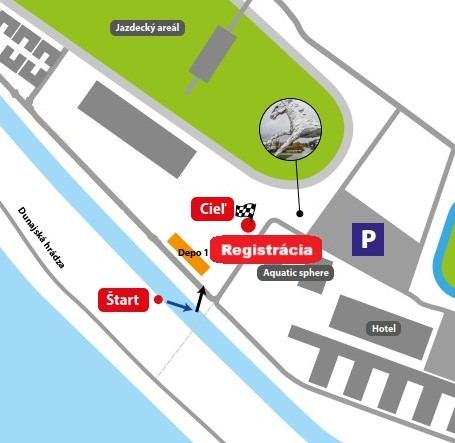 Jazdecký areál
Cieľ
Dunajská hrádza
Depo 1
Registrácia
P
Aquatic sphere
Štart
Hotel